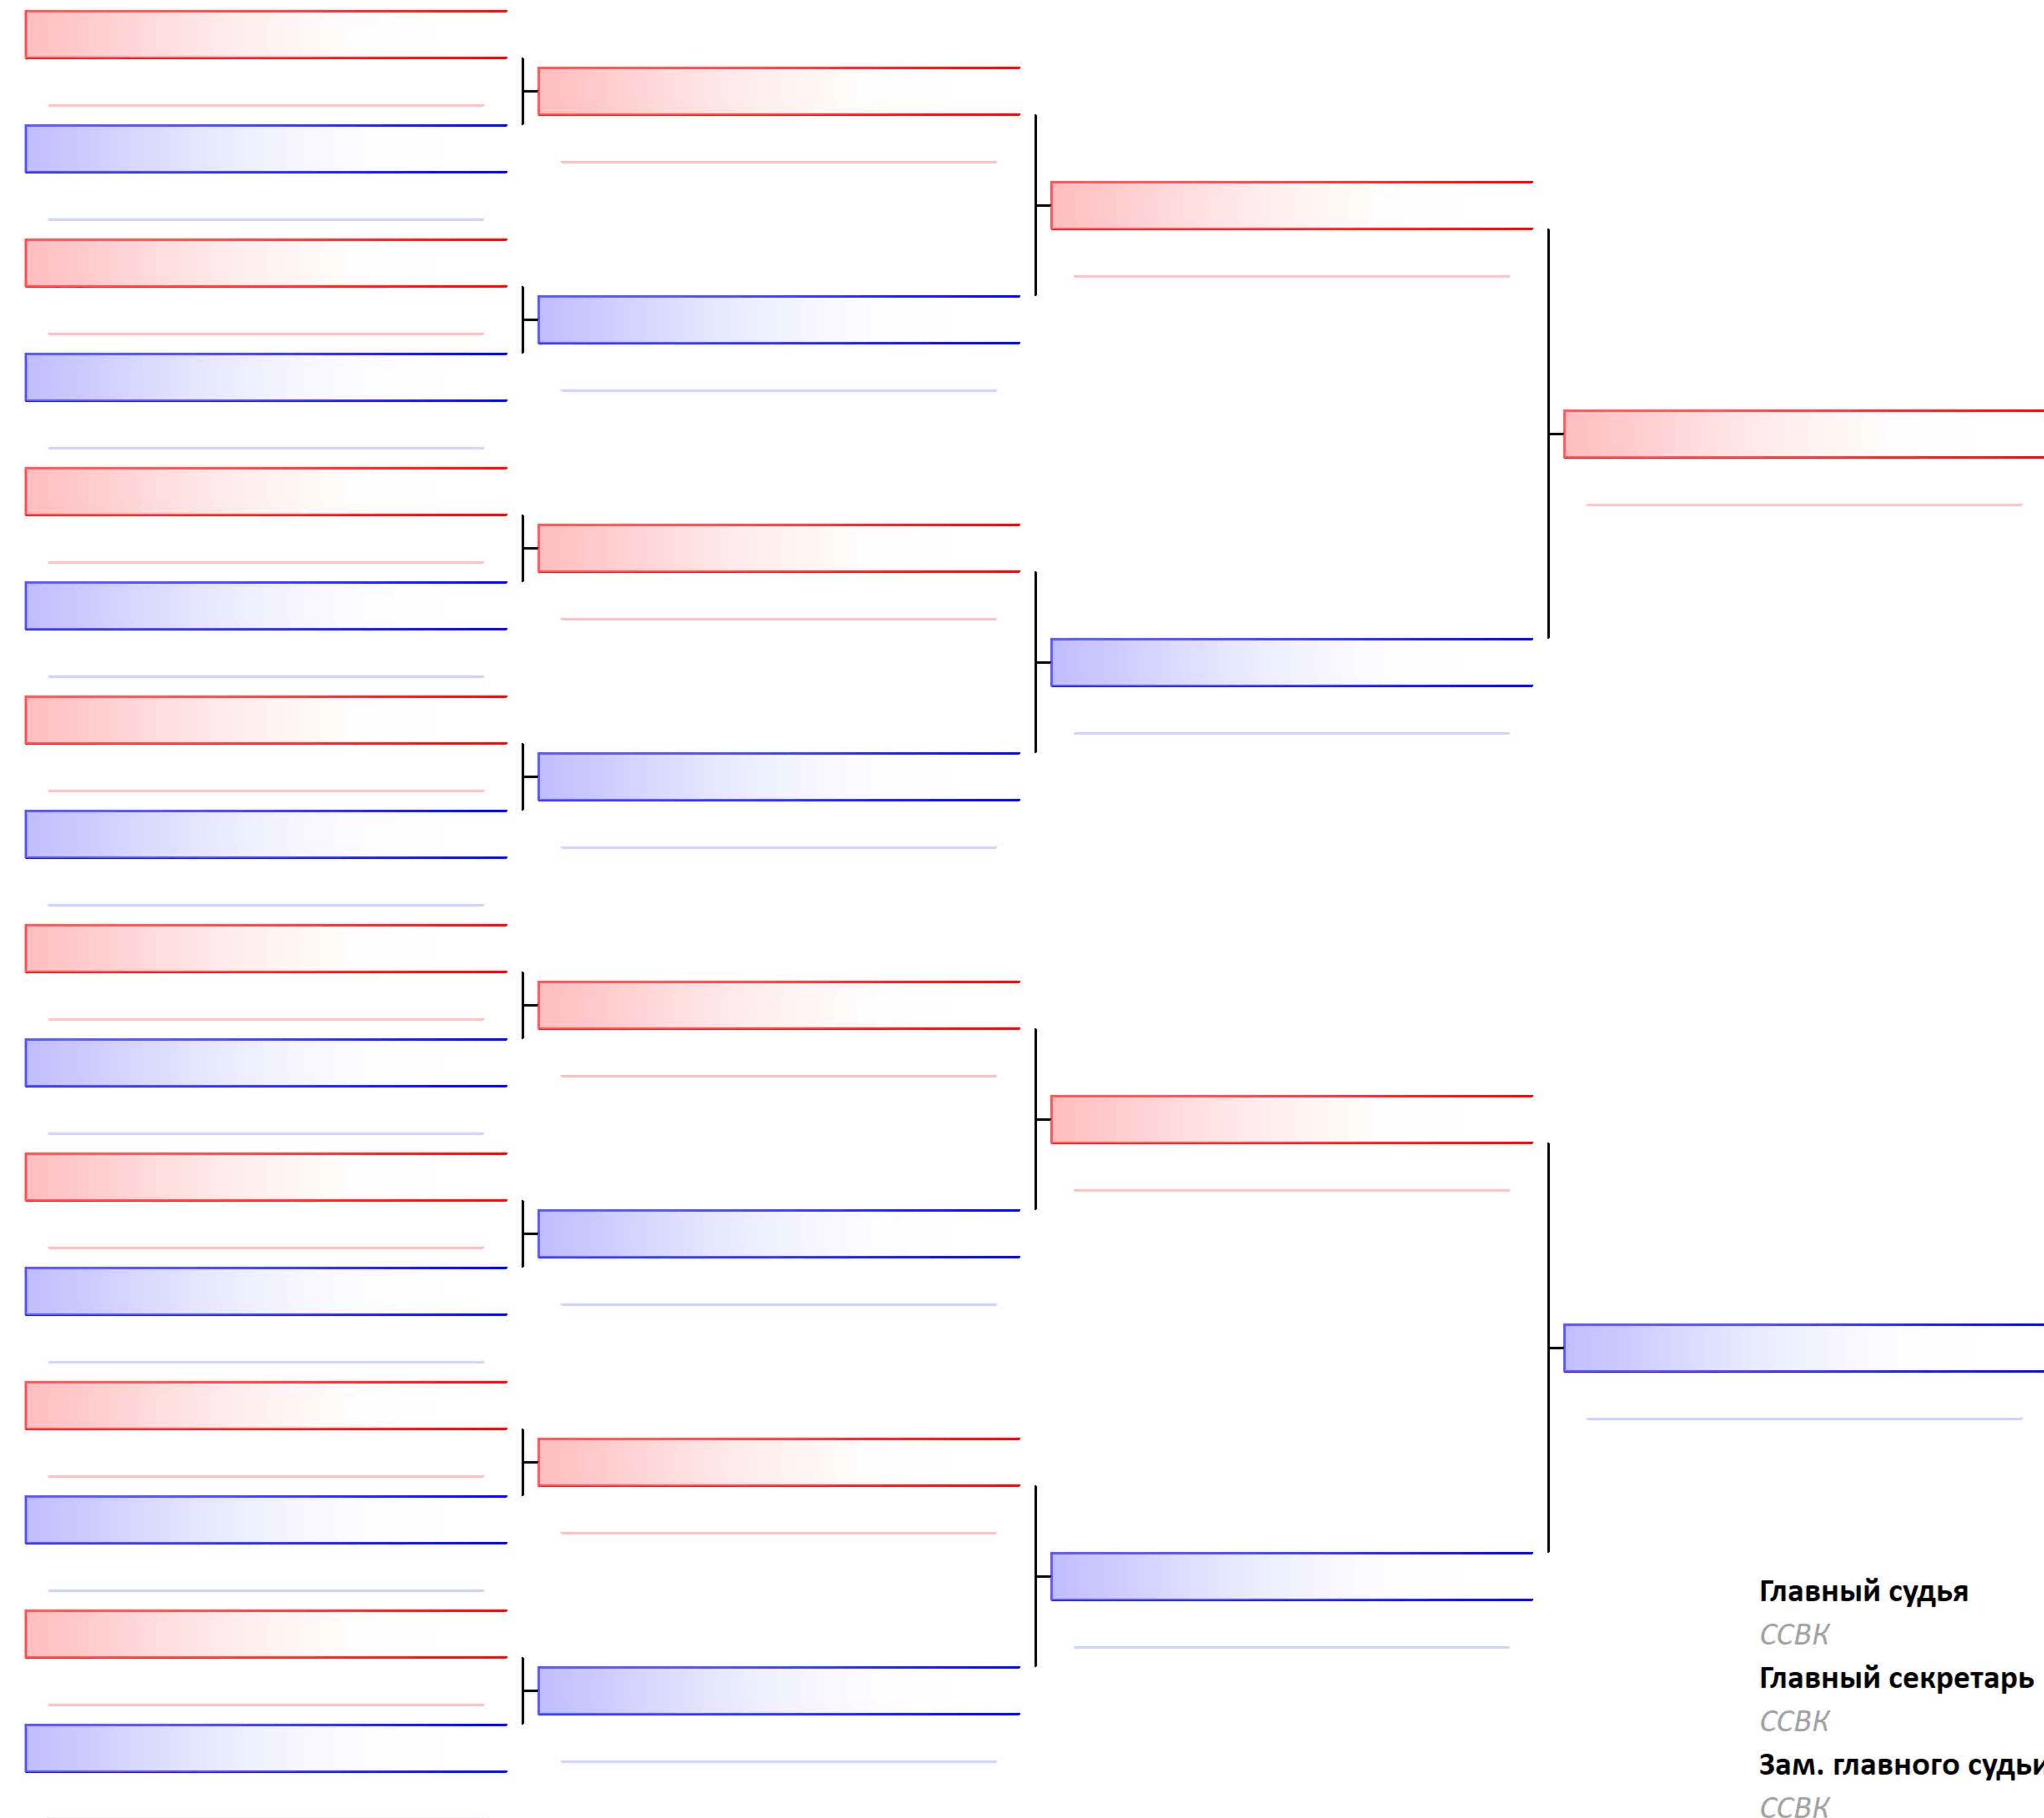 Главный судья
ССВК
Главный секретарь
ССВК
Зам. главного судьи
ССВК